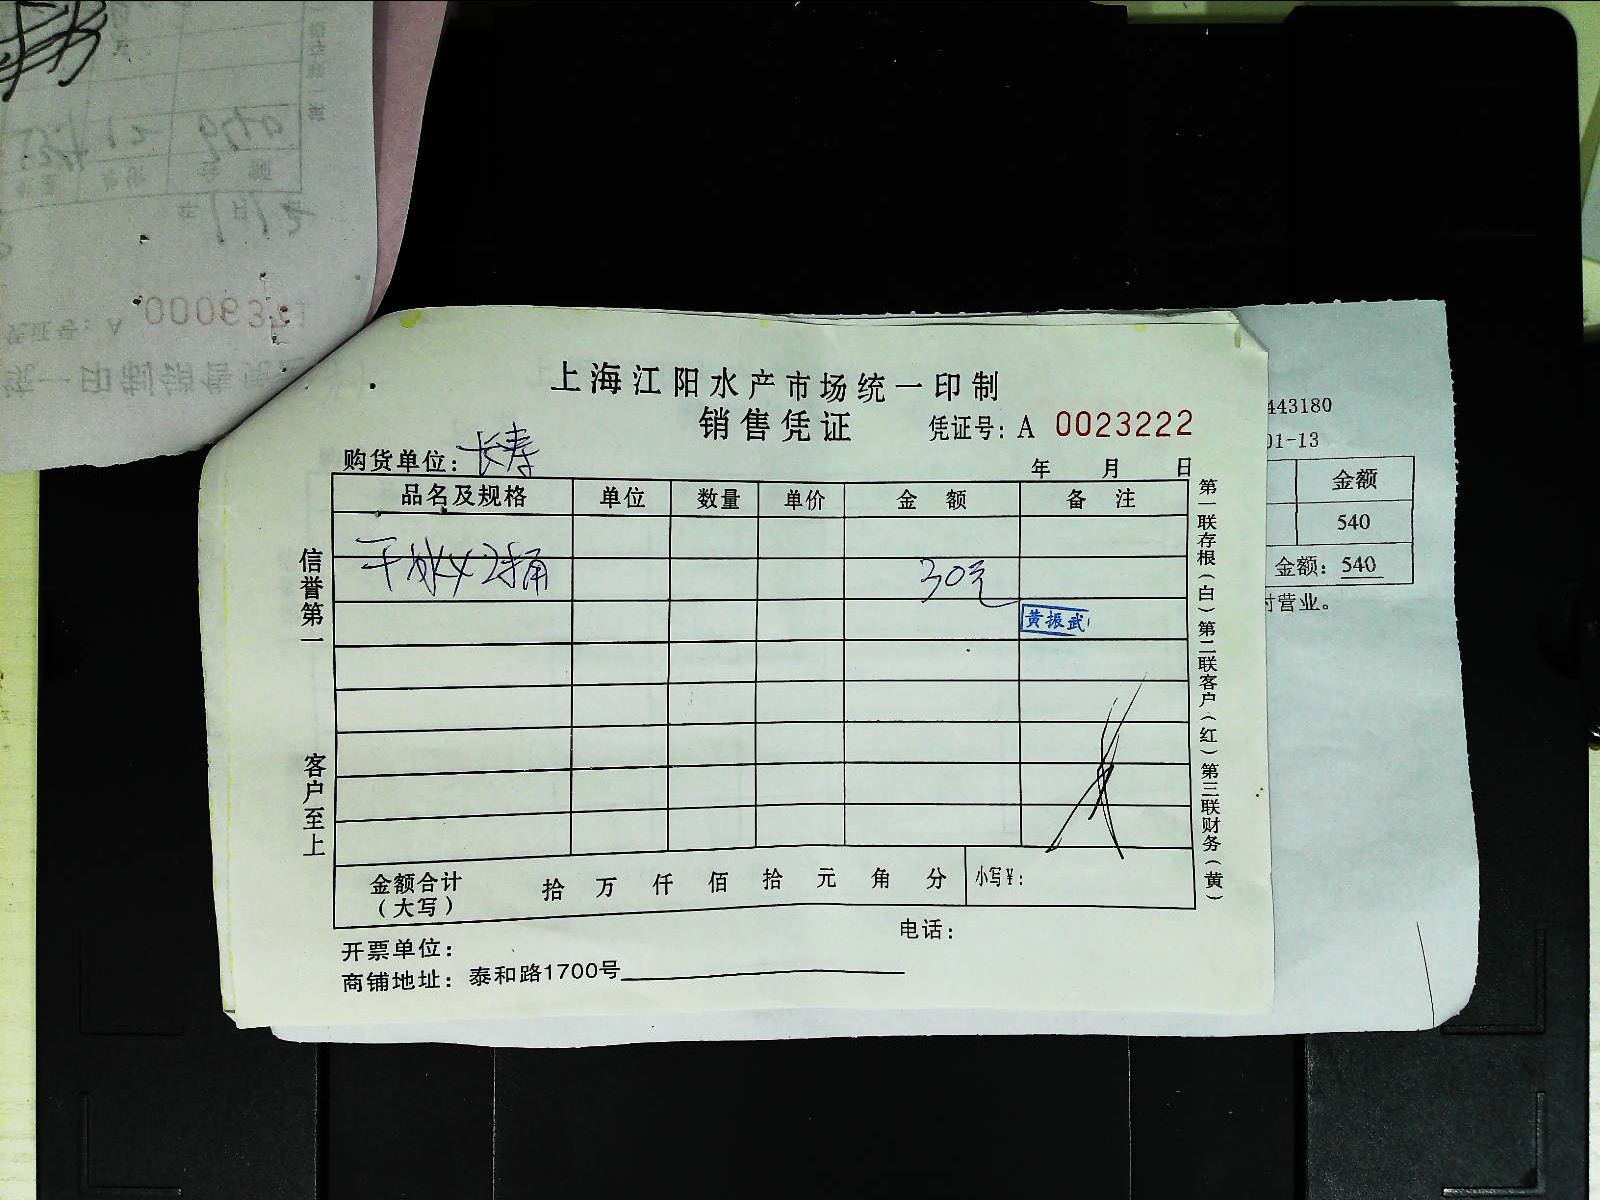 上海江阳水产市场统一印制
销售凭证
凭证号：A 0023222
购货单位：长寿
年 月 日
品名及规格 单位 数量 单价 金额 备注
30元
黄振武
金额合计（大写） 拾 万 仟 佰 拾 元 角 分 小写¥：
电话：
开票单位：
商铺地址：泰和路1700号
信誉第一
客户至上
第一联存根（白）第二联客户（红）第三联财务（黄）
443180
01-13
金额
540
金额：540
营业。